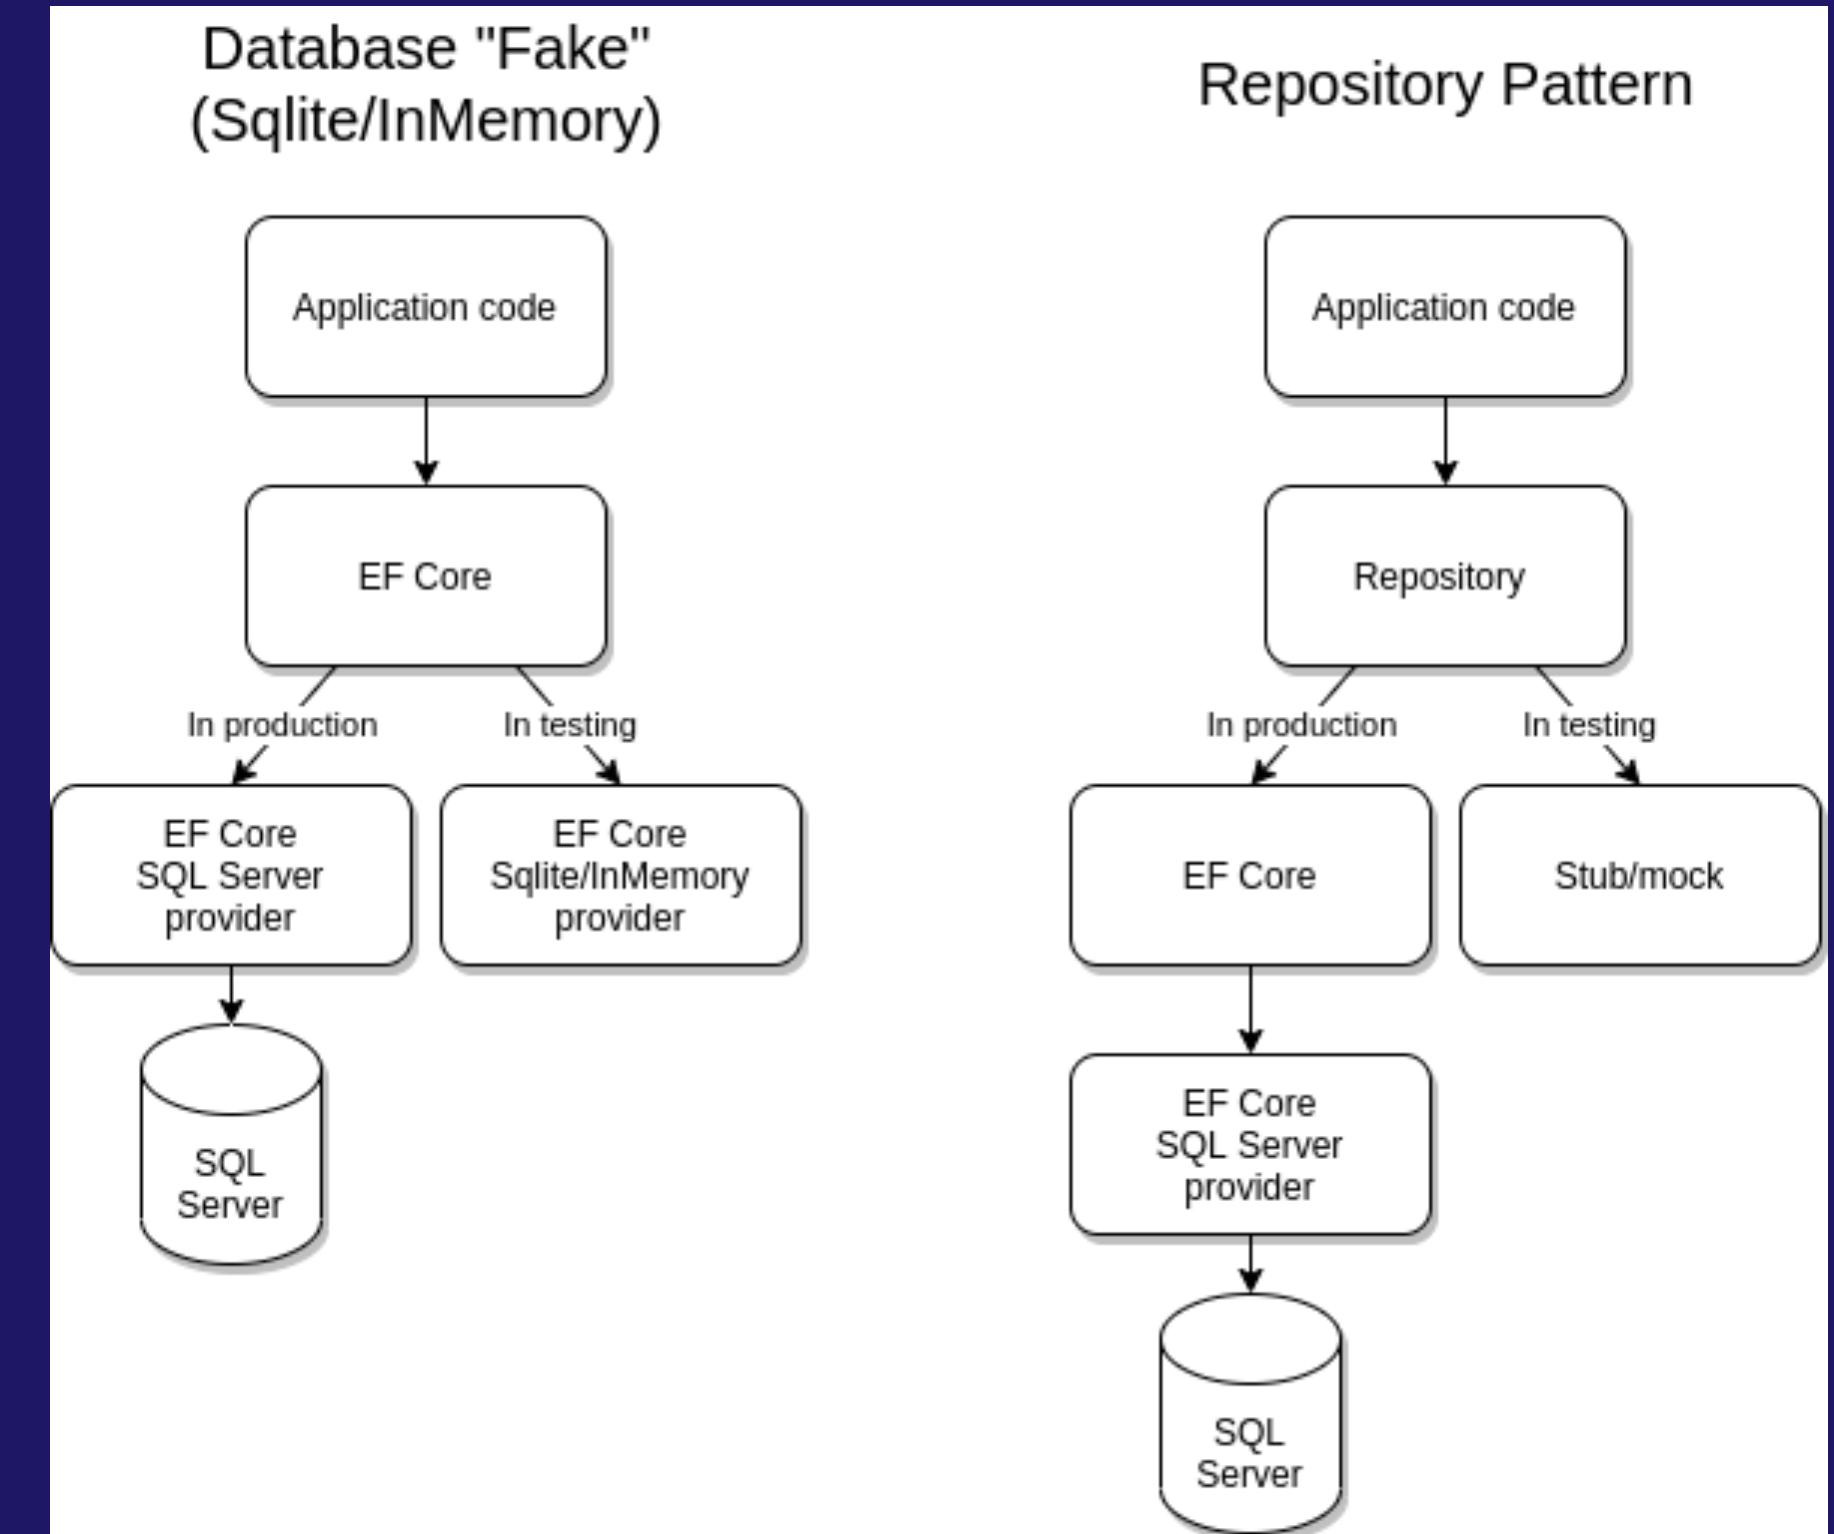 Database "Fake"
(Sqlite/InMemory)
Application code
EF Core
In production
In testing
EF Core
SQL Server
provider
EF Core
Sqlite/InMemory
provider
SQL
Server
Repository Pattern
Application code
Repository
In production
In testing
EF Core
Stub/mock
EF Core
SQL Server
provider
SQL
Server